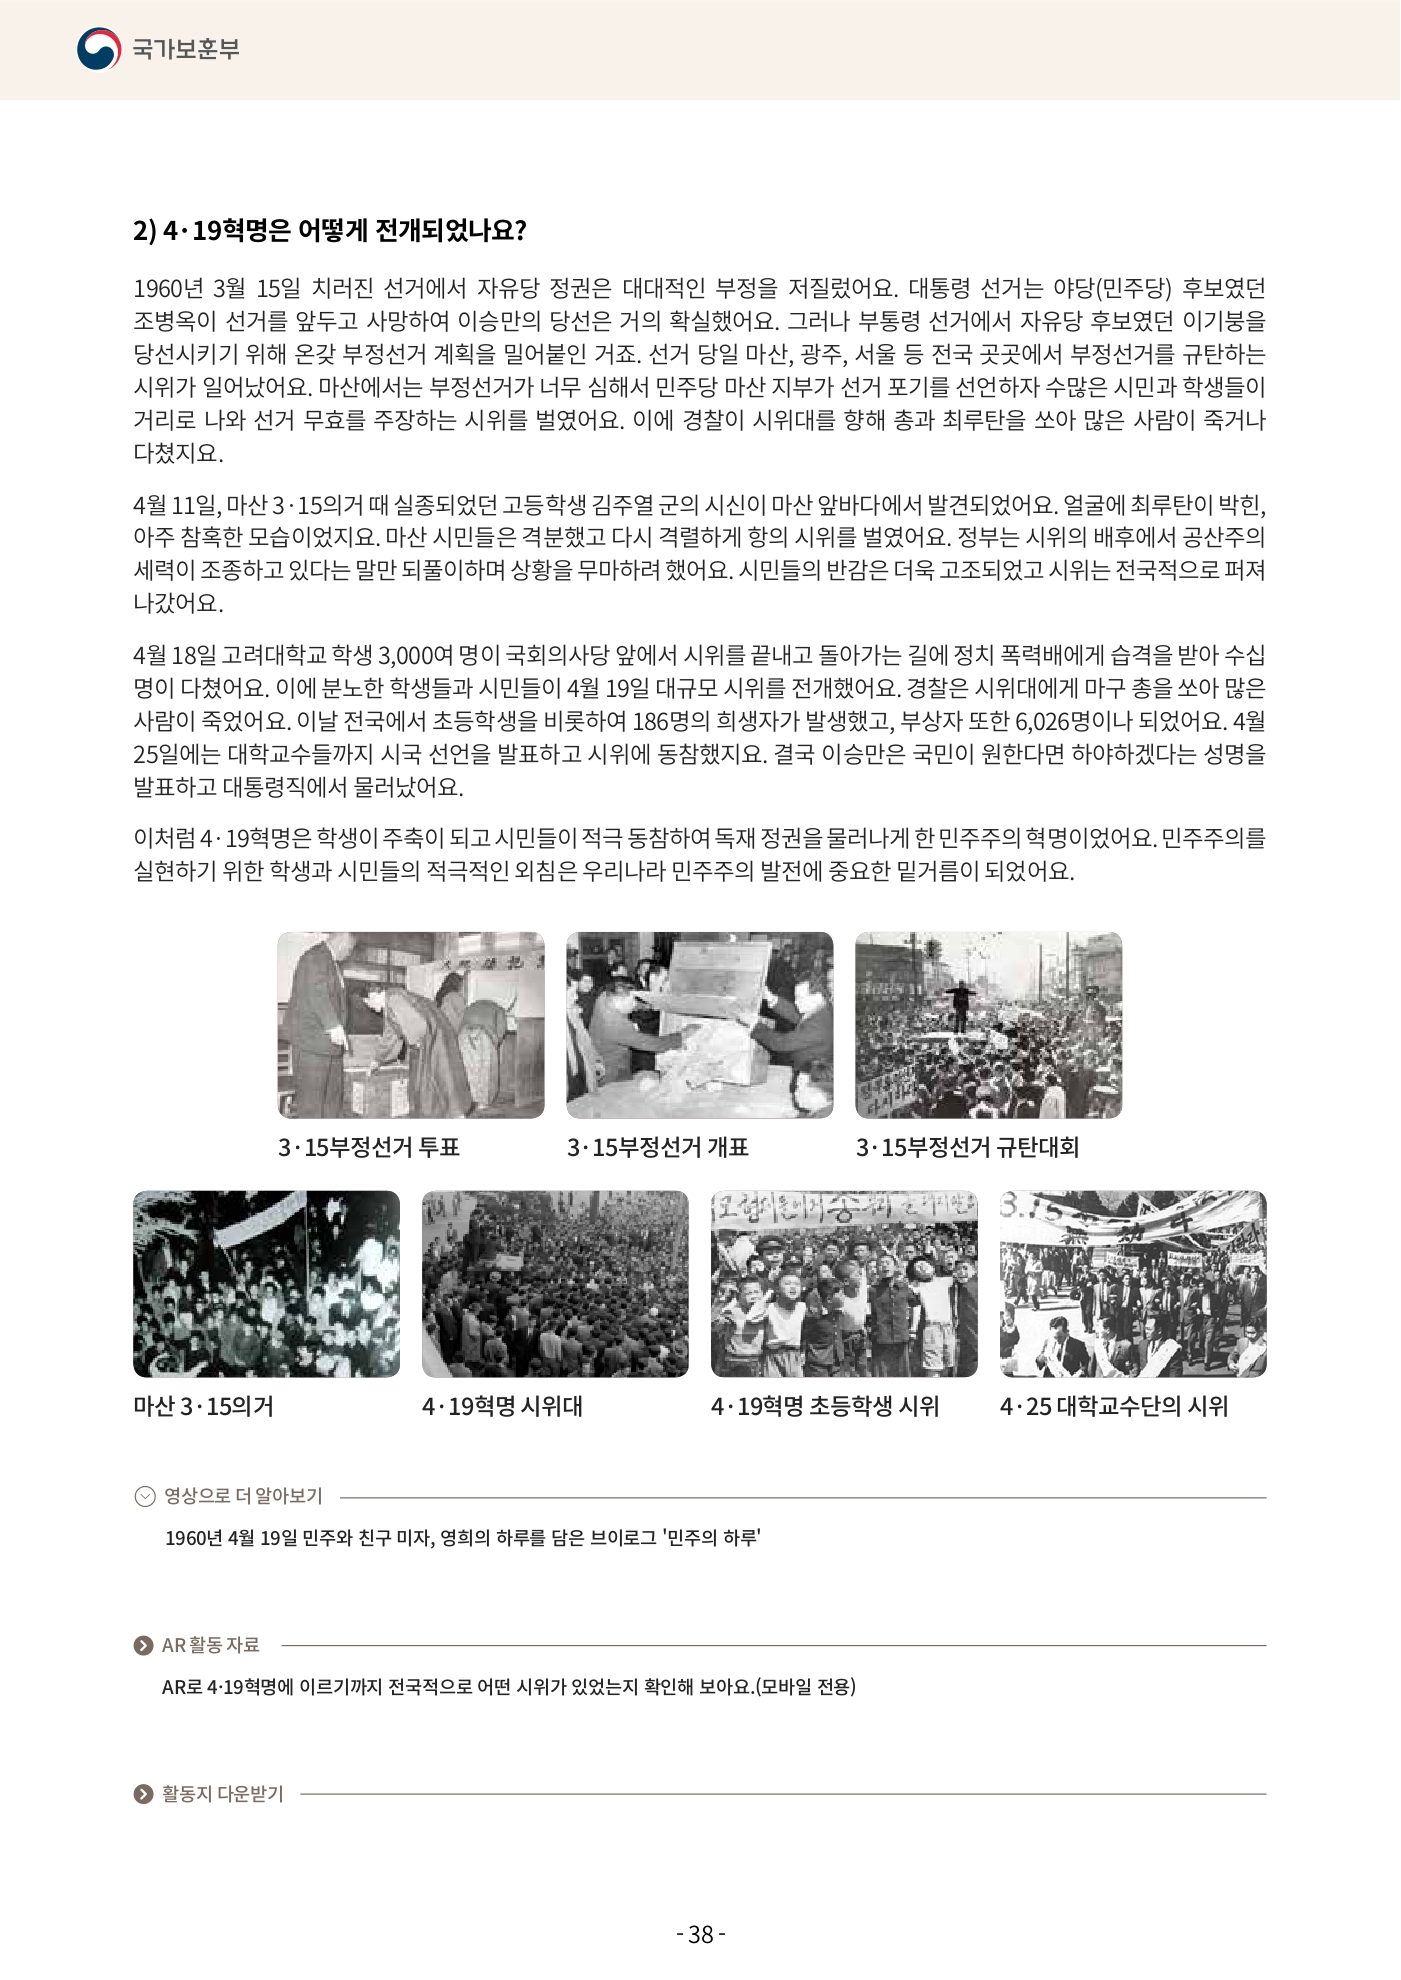 국가보훈부
2) 4·19혁명은 어떻게 전개되었나요?
1960년 3월 15일 치러진 선거에서 자유당 정권은 대대적인 부정을 저질렀어요. 대통령 선거는 야당(민주당) 후보였던
조병옥이 선거를 앞두고 사망하여 이승만의 당선은 거의 확실했어요. 그러나 부통령 선거에서 자유당 후보였던 이기붕을
당선시키기 위해 온갖 부정선거 계획을 밀어붙인 거죠. 선거 당일 마산, 광주, 서울 등 전국 곳곳에서 부정선거를 규탄하는
시위가 일어났어요. 마산에서는 부정선거가 너무 심해서 민주당 마산 지부가 선거 포기를 선언하자 수많은 시민과 학생들이
거리로 나와 선거 무효를 주장하는 시위를 벌였어요. 이에 경찰이 시위대를 향해 총과 최루탄을 쏘아 많은 사람이 죽거나
다쳤지요.
4월 11일, 마산 3·15의거 때 실종되었던 고등학생 김주열 군의 시신이 마산 앞바다에서 발견되었어요. 얼굴에 최루탄이 박힌,
아주 참혹한 모습이었지요. 마산 시민들은 격분했고 다시 격렬하게 항의 시위를 벌였어요. 정부는 시위의 배후에서 공산주의
세력이 조종하고 있다는 말만 되풀이하며 상황을 무마하려 했어요. 시민들의 반감은 더욱 고조되었고 시위는 전국적으로 퍼져
나갔어요.
4월 18일 고려대학교 학생 3,000여 명이 국회의사당 앞에서 시위를 끝내고 돌아가는 길에 정치 폭력배에게 습격을 받아 수십
명이 다쳤어요. 이에 분노한 학생들과 시민들이 4월 19일 대규모 시위를 전개했어요. 경찰은 시위대에게 마구 총을 쏘아 많은
사람이 죽었어요. 이날 전국에서 초등학생을 비롯하여 186명의 희생자가 발생했고, 부상자 또한 6,026명이나 되었어요. 4월
25일에는 대학교수들까지 시국 선언을 발표하고 시위에 동참했지요. 결국 이승만은 국민이 원한다면 하야하겠다는 성명을
발표하고 대통령직에서 물러났어요.
이처럼 4·19혁명은 학생이 주축이 되고 시민들이 적극 동참하여 독재 정권을 물러나게 한 민주주의 혁명이었어요. 민주주의를
실현하기 위한 학생과 시민들의 적극적인 외침은 우리나라 민주주의 발전에 중요한 밑거름이 되었어요.
3·15부정선거 투표
3·15부정선거 개표
3·15부정선거 규탄대회
3.15
마산 3·15의거
4·19혁명 시위대
4·19혁명 초등학생 시위
4·25 대학교수단의 시위
영상으로 더 알아보기
1960년 4월 19일 민주와 친구 미자, 영희의 하루를 담은 브이로그 '민주의 하루'
AR 활동 자료
AR로 4·19혁명에 이르기까지 전국적으로 어떤 시위가 있었는지 확인해 보아요.(모바일 전용)
활동지 다운받기
- 38 -